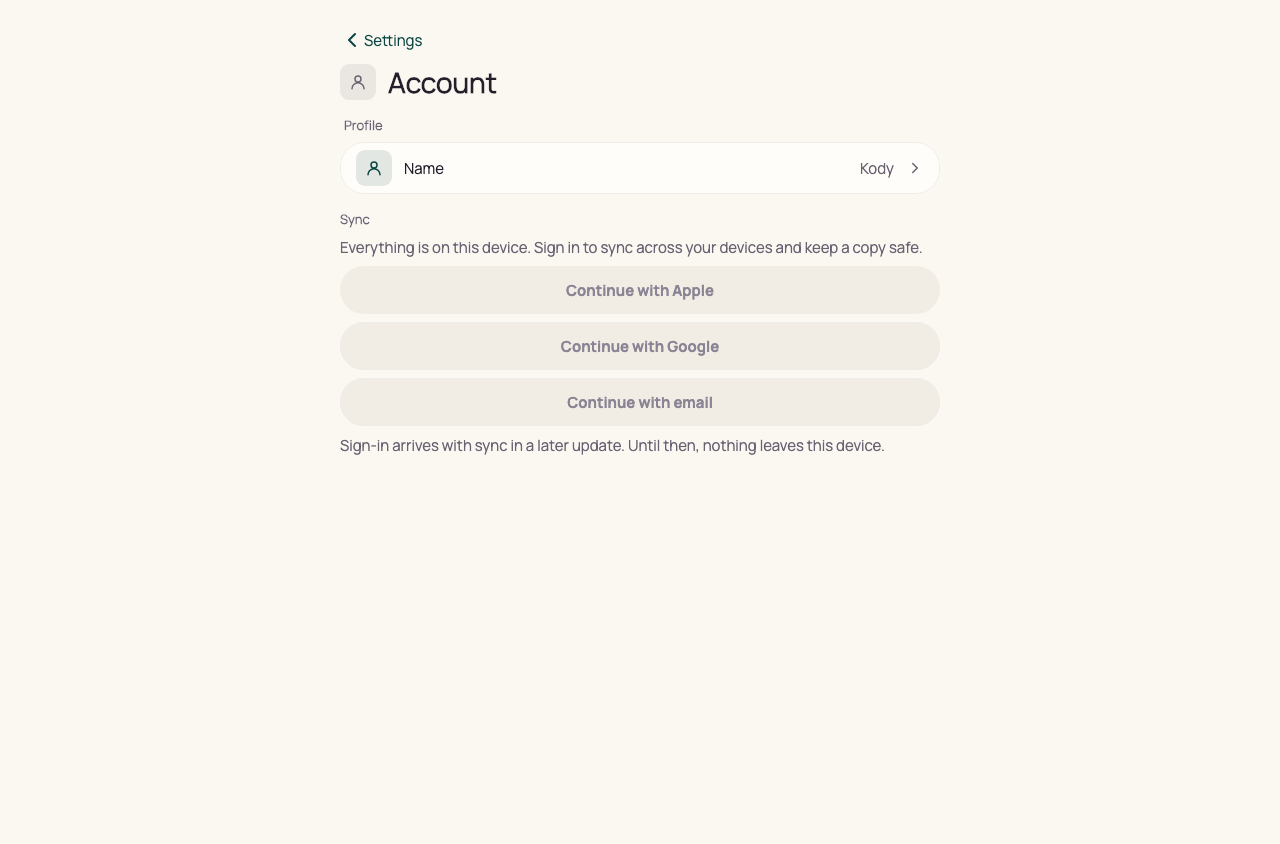 Settings
Account
Profile
Name Kody
Sync
Everything is on this device. Sign in to sync across your devices and keep a copy safe.
Continue with Apple
Continue with Google
Continue with email
Sign-in arrives with sync in a later update. Until then, nothing leaves this device.